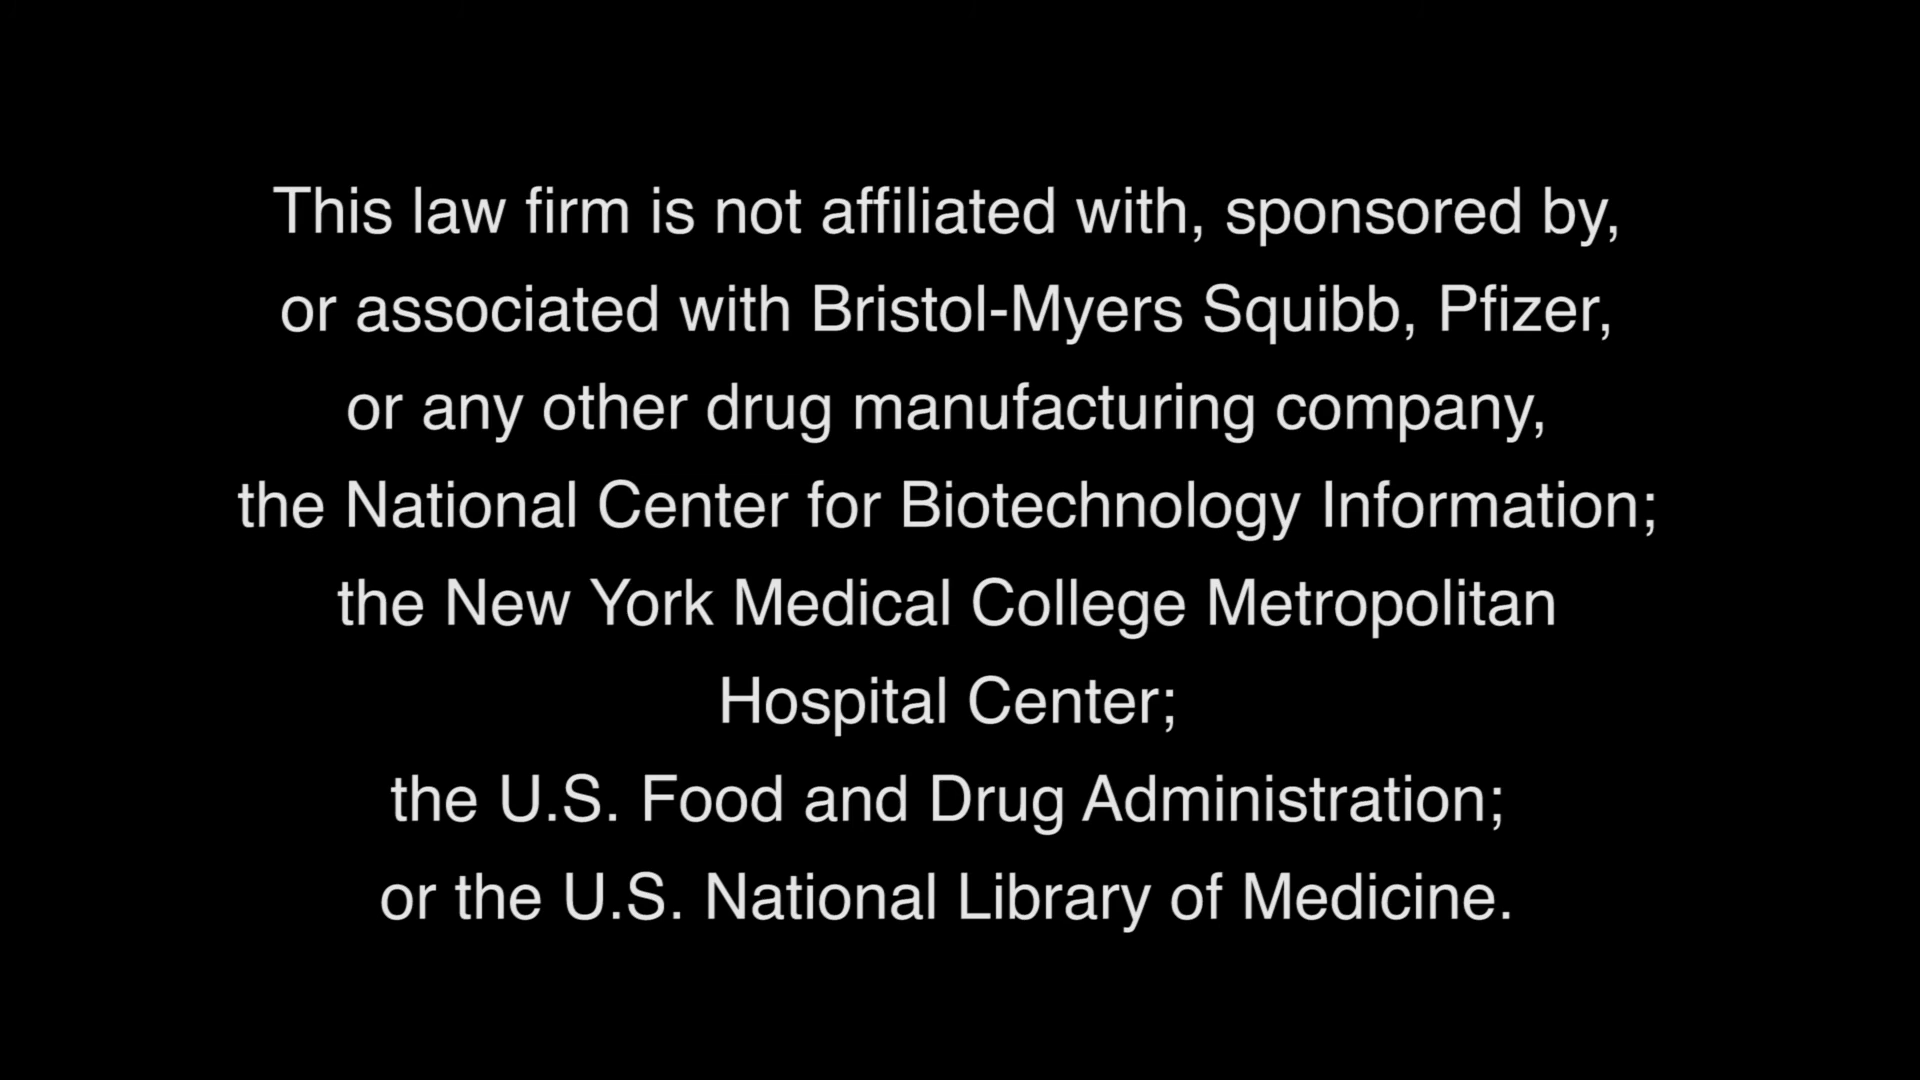 This law firm is not affiliated with, sponsored by,
or associated with Bristol-Myers Squibb, Pfizer,
or any other drug manufacturing company,
the National Center for Biotechnology Information;
the New York Medical College Metropolitan
Hospital Center;
the U.S. Food and Drug Administration;
or the U.S. National Library of Medicine.